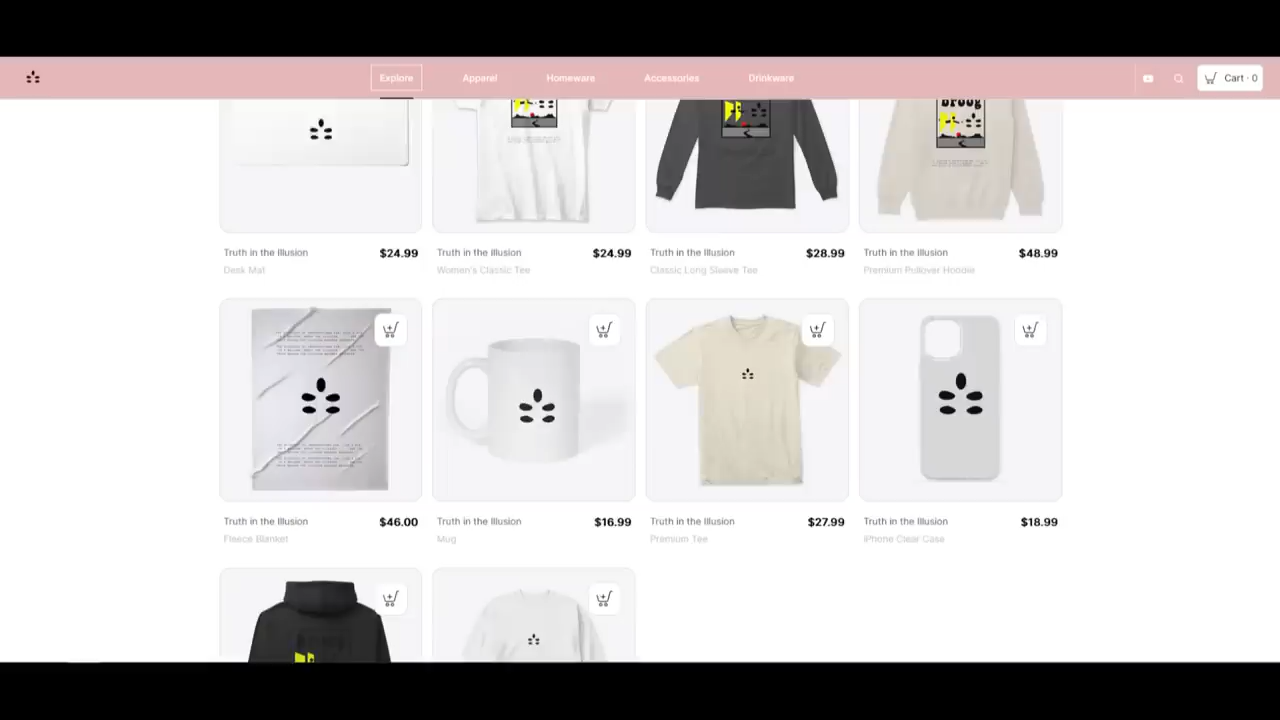 Explore Apparel Homeware Accessories Drinkware Cart · 0
Droog
Truth in the Illusion $24.99 Truth in the Illusion $24.99 Truth in the Illusion $28.99 Truth in the Illusion $48.99
Desk Mat Women's Classic Tee Classic Long Sleeve Tee Premium Pullover Hoodie
Truth in the Illusion $46.00 Truth in the Illusion $16.99 Truth in the Illusion $27.99 Truth in the Illusion $18.99
Fleece Blanket Mug Premium Tee iPhone Clear Case